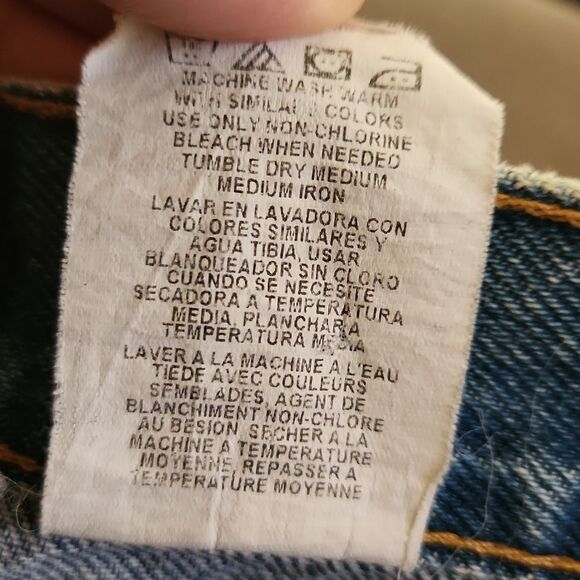 MACHINE WASH WARM
WITH SIMILAR COLORS
USE ONLY NON-CHLORINE
BLEACH WHEN NEEDED
TUMBLE DRY MEDIUM
MEDIUM IRON
LAVAR EN LAVADORA CON
COLORES SIMILARES Y
AGUA TIBIA, USAR
BLANQUEADOR SIN CLORO
CUANDO SE NECESITE
SECADORA A TEMPERATURA
MEDIA, PLANCHAR A
TEMPERATURA MEDIA
LAVER A LA MACHINE A L'EAU
TIEDE AVEC COULEURS
SEMBLADES, AGENT DE
BLANCHIMENT NON-CHLORE
AU BESION, SECHER A LA
MACHINE A TEMPERATURE
MOYENNE, REPASSER A
TEMPERATURE MOYENNE